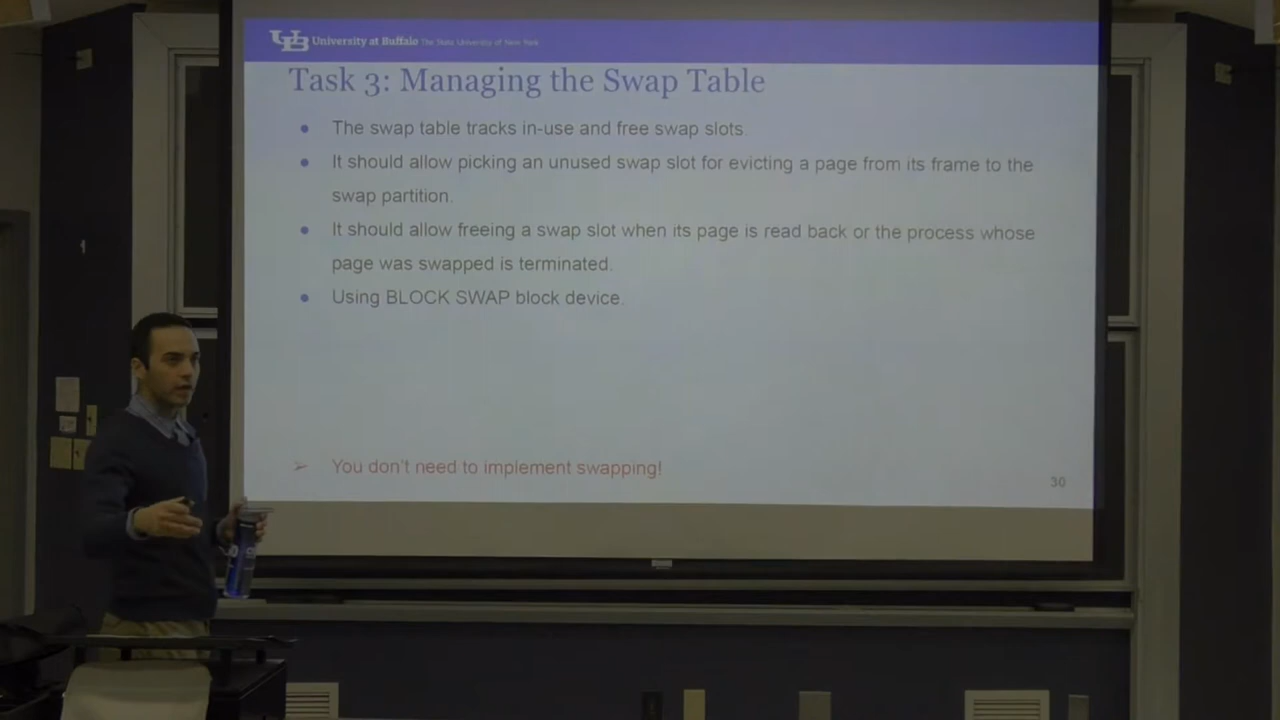 UB University at Buffalo The State University of New York
Task 3: Managing the Swap Table
• The swap table tracks in-use and free swap slots.
• It should allow picking an unused swap slot for evicting a page from its frame to the
swap partition.
• It should allow freeing a swap slot when its page is read back or the process whose
page was swapped is terminated.
• Using BLOCK SWAP block device.
➢ You don't need to implement swapping!
30